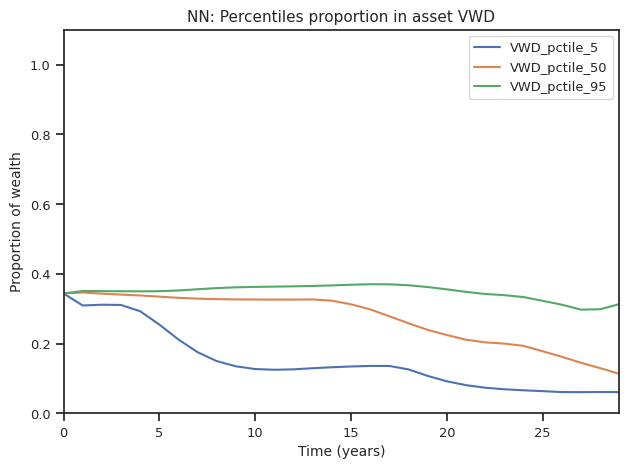 NN: Percentiles proportion in asset VWD
VWD_pctile_5
VWD_pctile_50
VWD_pctile_95
Proportion of wealth
1.0
0.8
0.6
0.4
0.2
0.0
0 5 10 15 20 25
Time (years)